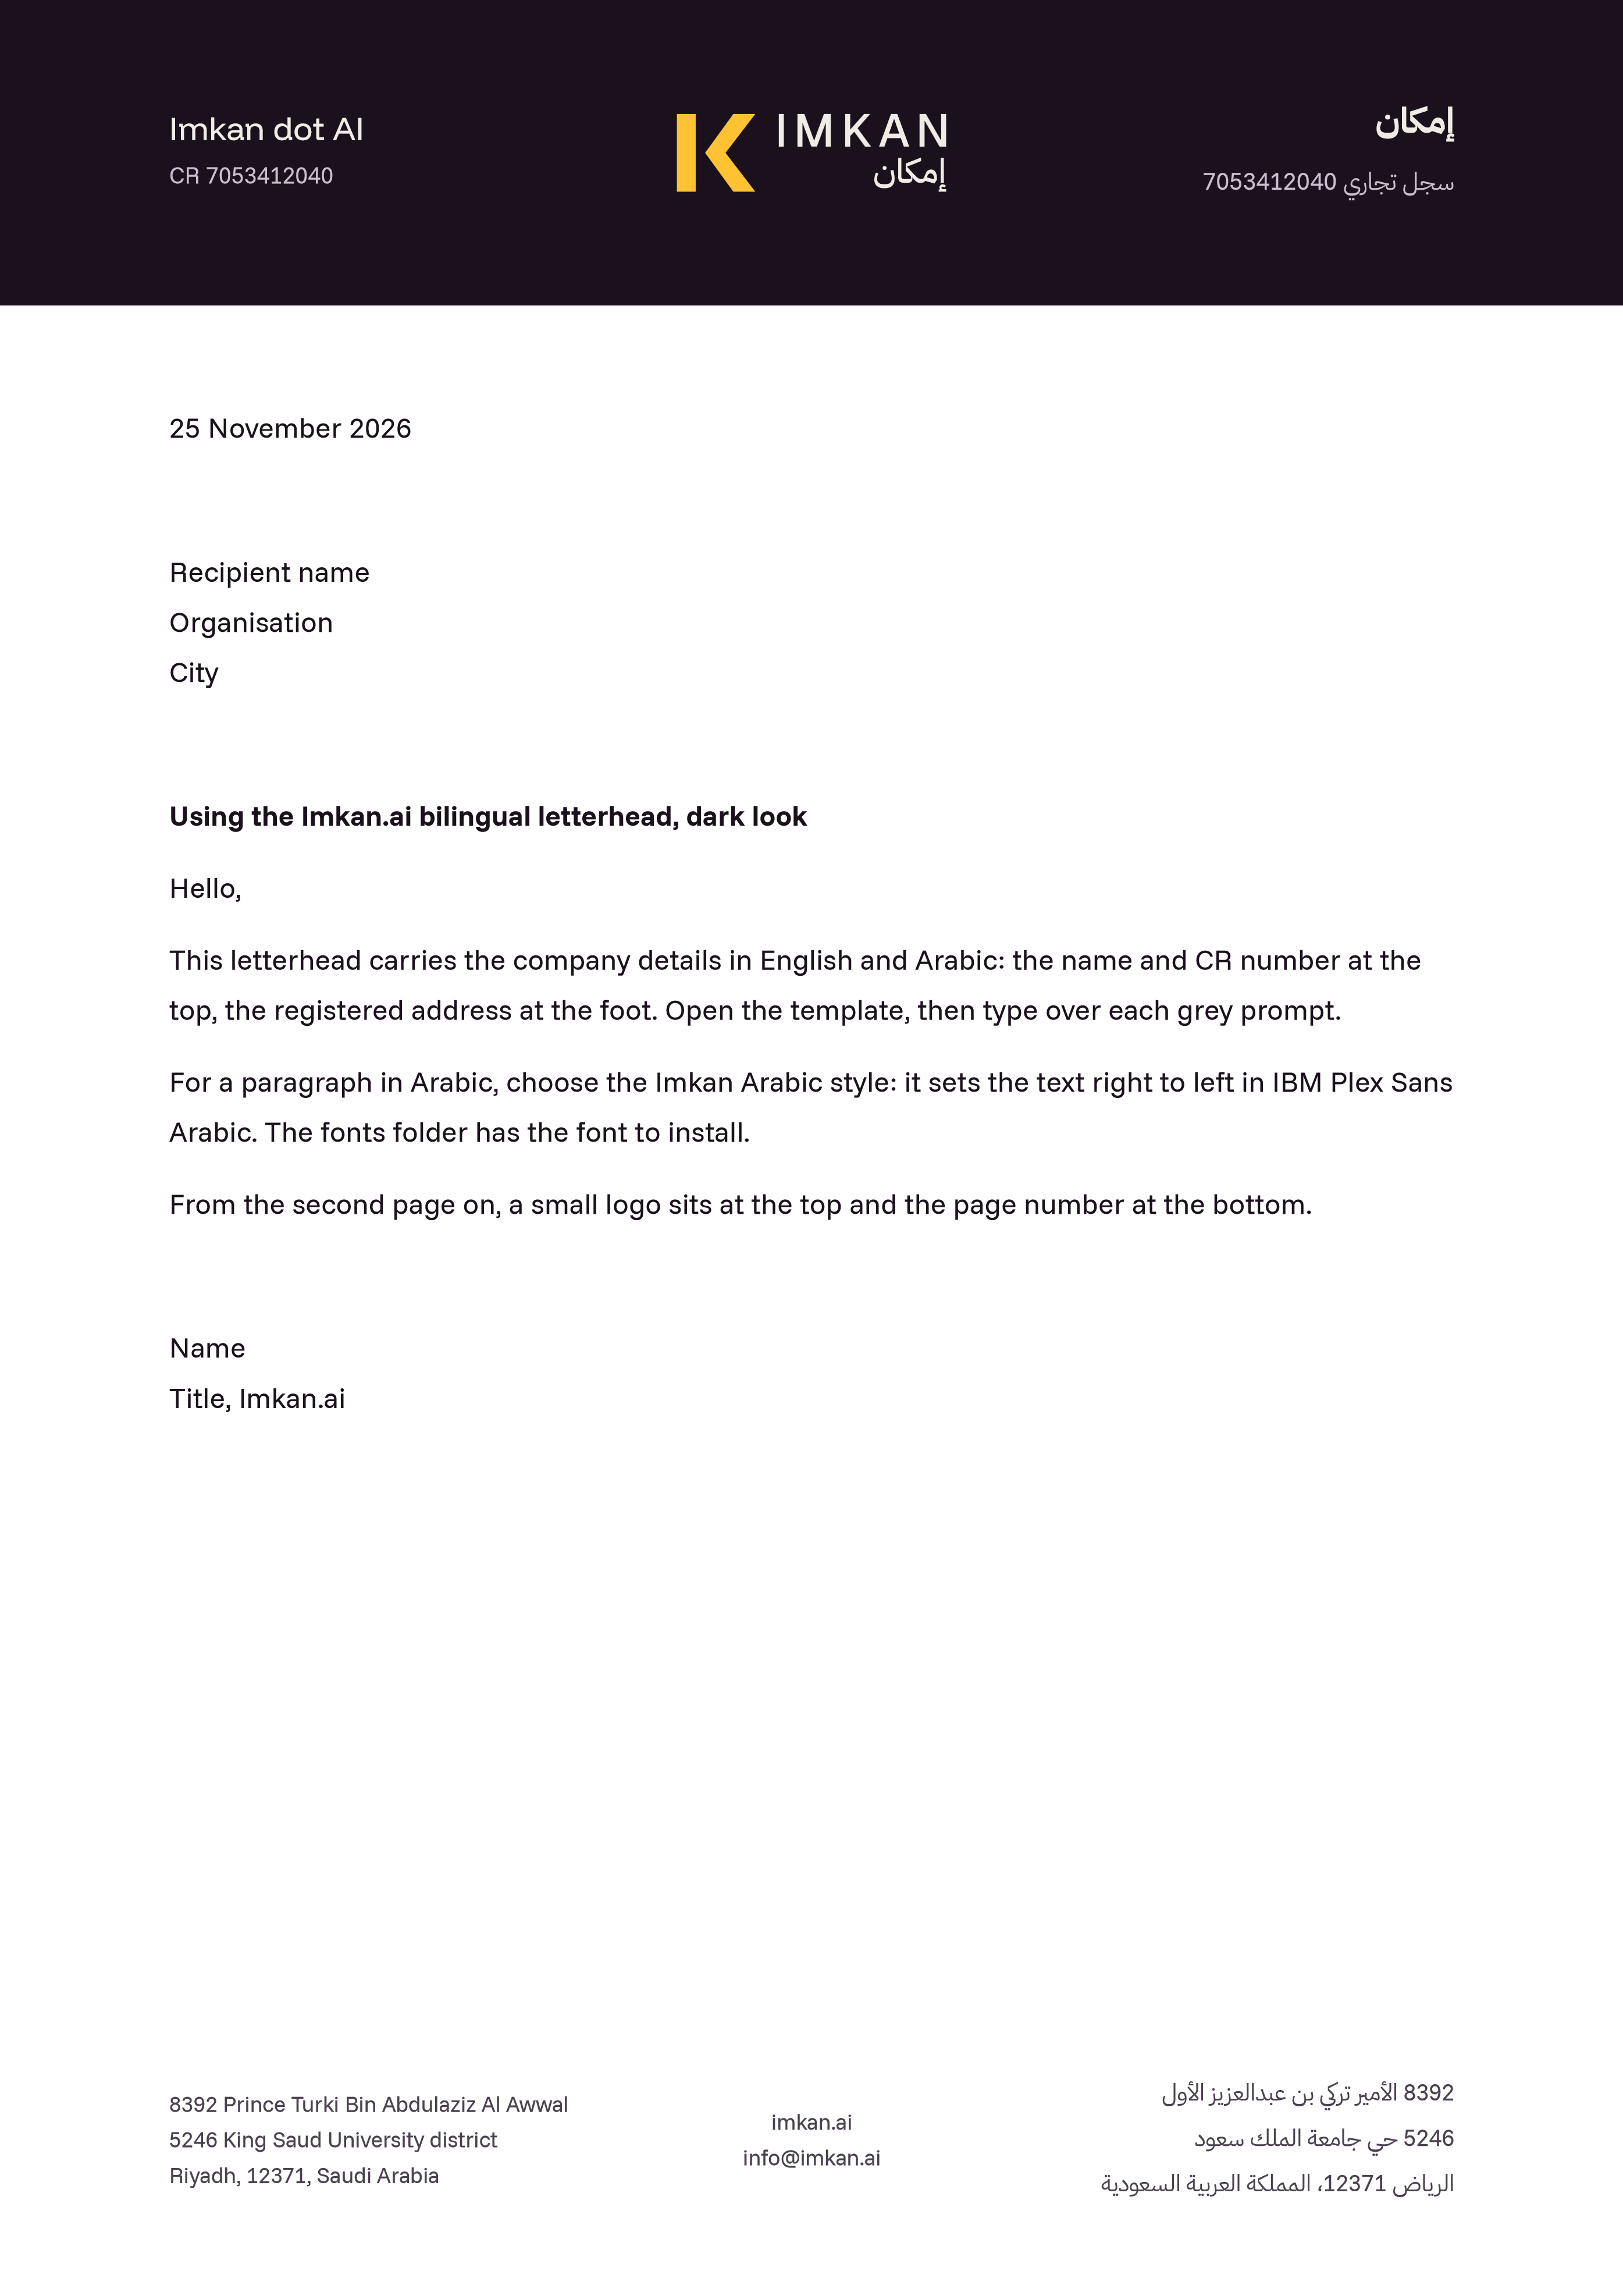 Imkan dot AI
CR 7053412040
IMKAN
إمكان
إمكان
سجل تجاري 7053412040
25 November 2026
Recipient name
Organisation
City
Using the Imkan.ai bilingual letterhead, dark look
Hello,
This letterhead carries the company details in English and Arabic: the name and CR number at the
top, the registered address at the foot. Open the template, then type over each grey prompt.
For a paragraph in Arabic, choose the Imkan Arabic style: it sets the text right to left in IBM Plex Sans
Arabic. The fonts folder has the font to install.
From the second page on, a small logo sits at the top and the page number at the bottom.
Name
Title, Imkan.ai
8392 Prince Turki Bin Abdulaziz Al Awwal
5246 King Saud University district
Riyadh, 12371, Saudi Arabia
imkan.ai
info@imkan.ai
8392 الأمير تركي بن عبدالعزيز الأول
5246 حي جامعة الملك سعود
الرياض 12371، المملكة العربية السعودية